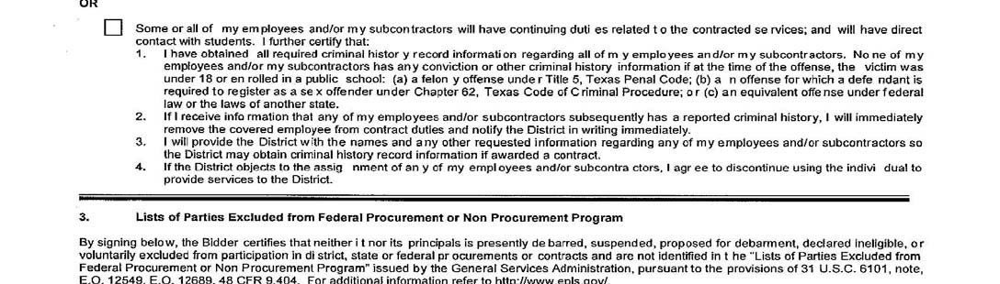 OR
Some or all of my employees and/or my subcontractors will have continuing duties related to the contracted services; and will have direct
contact with students. I further certify that:
1. I have obtained all required criminal history record information regarding all of my employees and/or my subcontractors. None of my
employees and/or my subcontractors has any conviction or other criminal history information if at the time of the offense, the victim was
under 18 or enrolled in a public school: (a) a felony offense under Title 5, Texas Penal Code; (b) an offense for which a defendant is
required to register as a sex offender under Chapter 62, Texas Code of Criminal Procedure; or (c) an equivalent offense under federal
law or the laws of another state.
2. If I receive information that any of my employees and/or subcontractors subsequently has a reported criminal history, I will immediately
remove the covered employee from contract duties and notify the District in writing immediately.
3. I will provide the District with the names and any other requested information regarding any of my employees and/or subcontractors so
the District may obtain criminal history record information if awarded a contract.
4. If the District objects to the assignment of any of my employees and/or subcontractors, I agree to discontinue using the individual to
provide services to the District.
3. Lists of Parties Excluded from Federal Procurement or Non Procurement Program
By signing below, the Bidder certifies that neither it nor its principals is presently debarred, suspended, proposed for debarment, declared ineligible, or
voluntarily excluded from participation in district, state or federal procurements or contracts and are not identified in the "Lists of Parties Excluded from
Federal Procurement or Non Procurement Program" issued by the General Services Administration, pursuant to the provisions of 31 U.S.C. 6101, note,
E.O. 12549, E.O. 12689, 48 CFR 9.404. For additional information refer to http://www.epls.gov/.